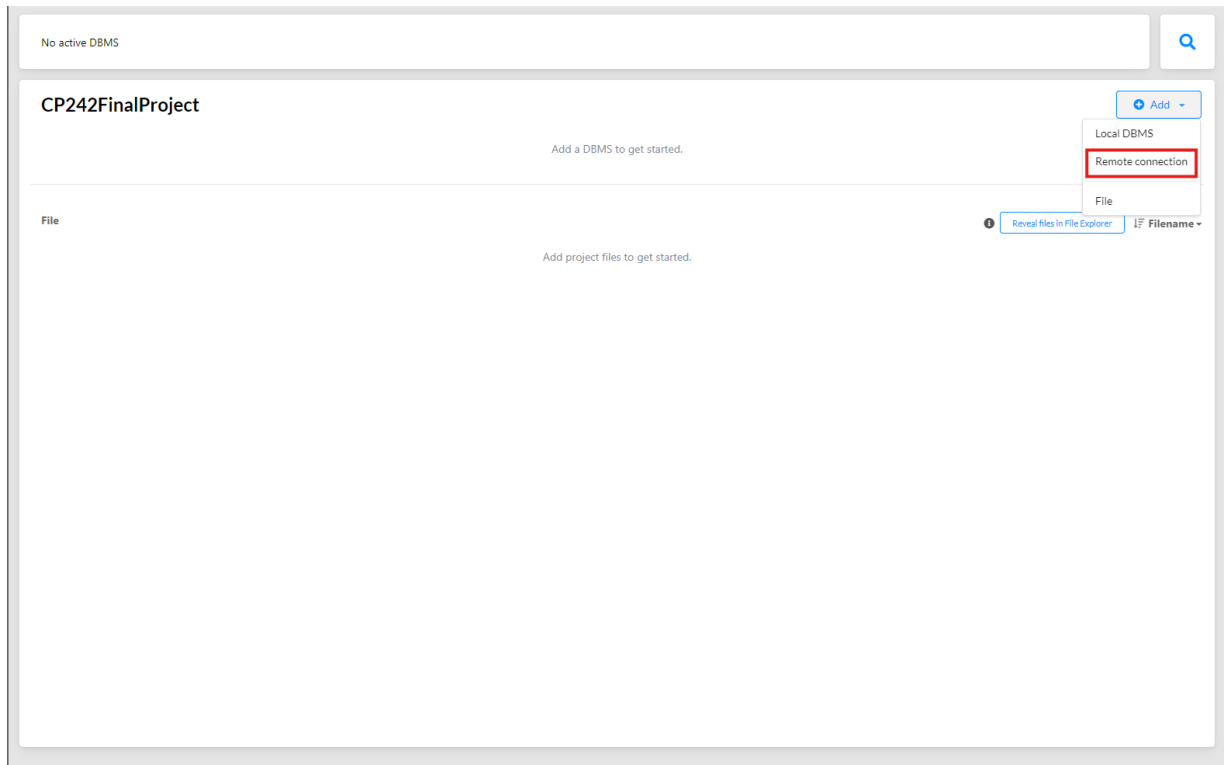 No active DBMS
CP242FinalProject
Add
Local DBMS
Add a DBMS to get started.
Remote connection
File
File
Reveal files in File Explorer
Filename
Add project files to get started.